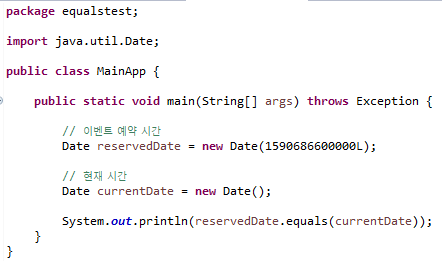 package equalstest;
import java.util.Date;
public class MainApp {
public static void main(String[] args) throws Exception {
// 이벤트 예약 시간
Date reservedDate = new Date(1590686600000L);
// 현재 시간
Date currentDate = new Date();
System.out.println(reservedDate.equals(currentDate));
}
}